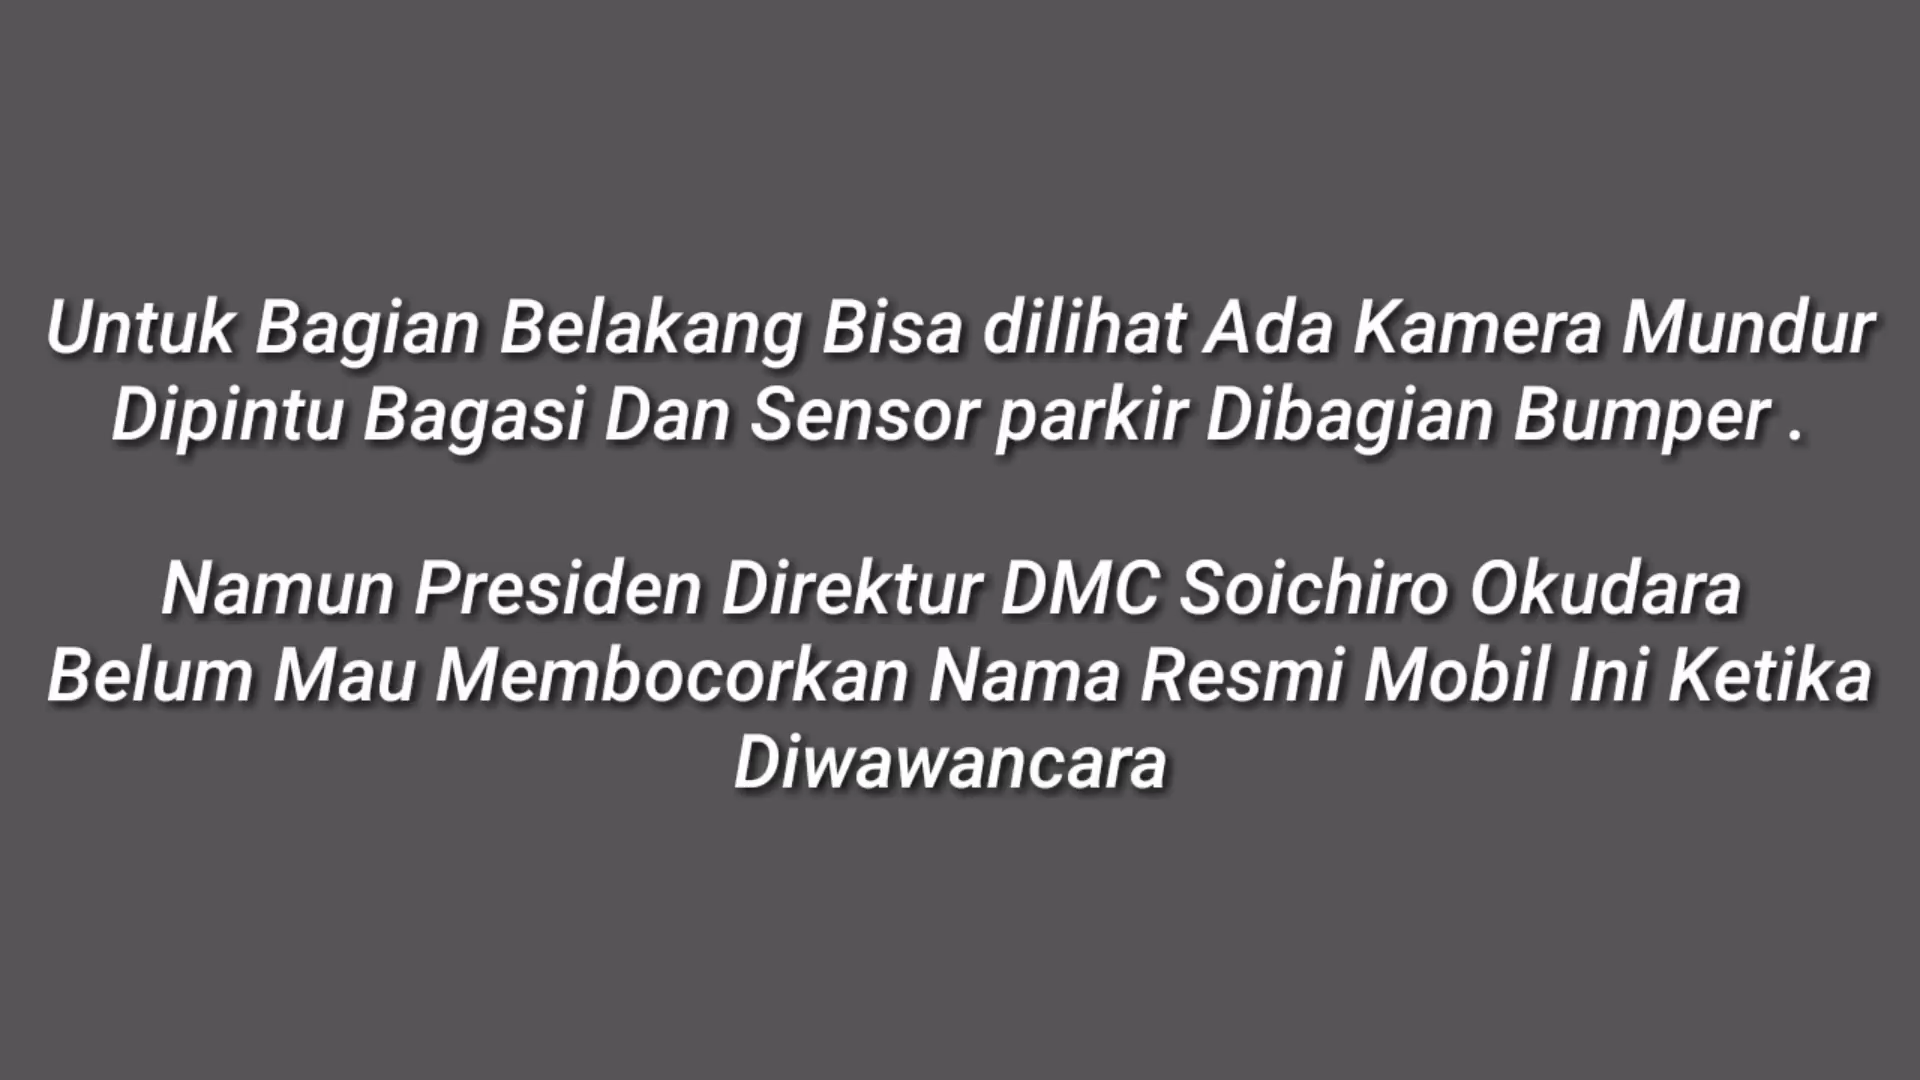 Untuk Bagian Belakang Bisa dilihat Ada Kamera Mundur
Dipintu Bagasi Dan Sensor parkir Dibagian Bumper .
Namun Presiden Direktur DMC Soichiro Okudara
Belum Mau Membocorkan Nama Resmi Mobil Ini Ketika
Diwawancara